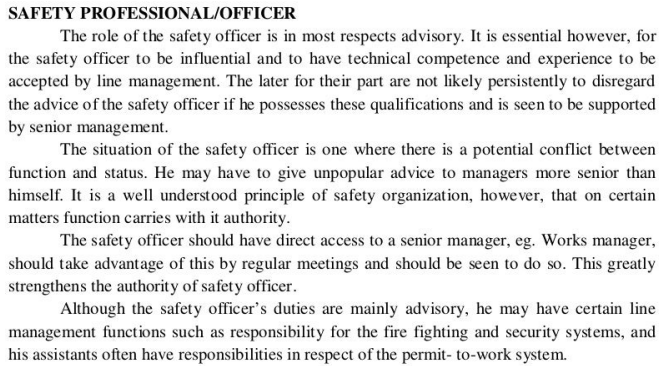 SAFETY PROFESSIONAL/OFFICER
The role of the safety officer is in most respects advisory. It is essential however, for
the safety officer to be influential and to have technical competence and experience to be
accepted by line management. The later for their part are not likely persistently to disregard
the advice of the safety officer if he possesses these qualifications and is seen to be supported
by senior management.
The situation of the safety officer is one where there is a potential conflict between
function and status. He may have to give unpopular advice to managers more senior than
himself. It is a well understood principle of safety organization, however, that on certain
matters function carries with it authority.
The safety officer should have direct access to a senior manager, eg. Works manager,
should take advantage of this by regular meetings and should be seen to do so. This greatly
strengthens the authority of safety officer.
Although the safety officer's duties are mainly advisory, he may have certain line
management functions such as responsibility for the fire fighting and security systems, and
his assistants often have responsibilities in respect of the permit- to-work system.